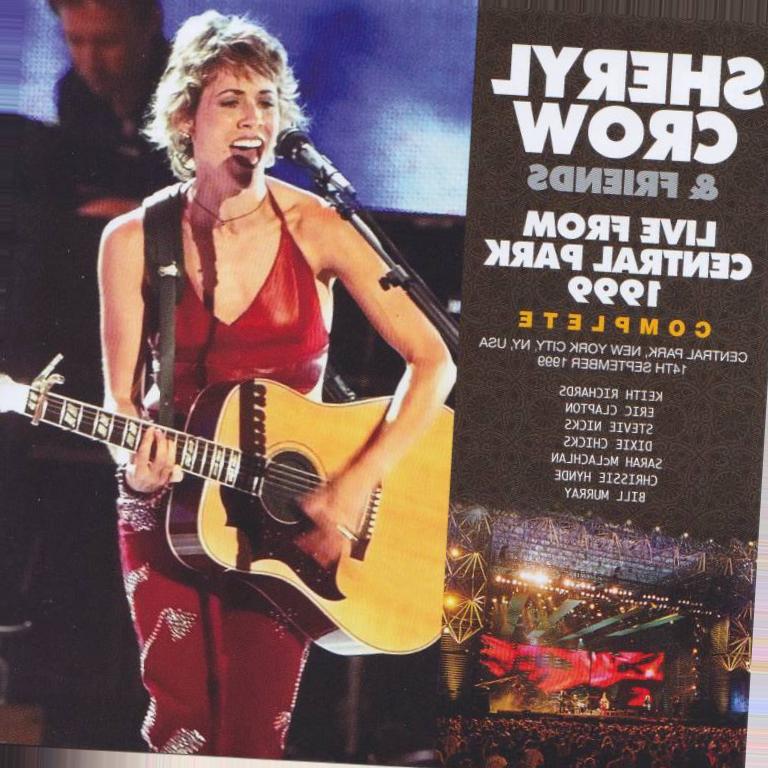 SHERYL
CROW
& FRIENDS
LIVE FROM
CENTRAL PARK
1999
COMPLETE
CENTRAL PARK, NEW YORK CITY, NY, USA
14TH SEPTEMBER 1999
KEITH RICHARDS
ERIC CLAPTON
STEVIE NICKS
DIXIE CHICKS
SARAH McLACHLAN
CHRISSIE HYNDE
BILL MURRAY